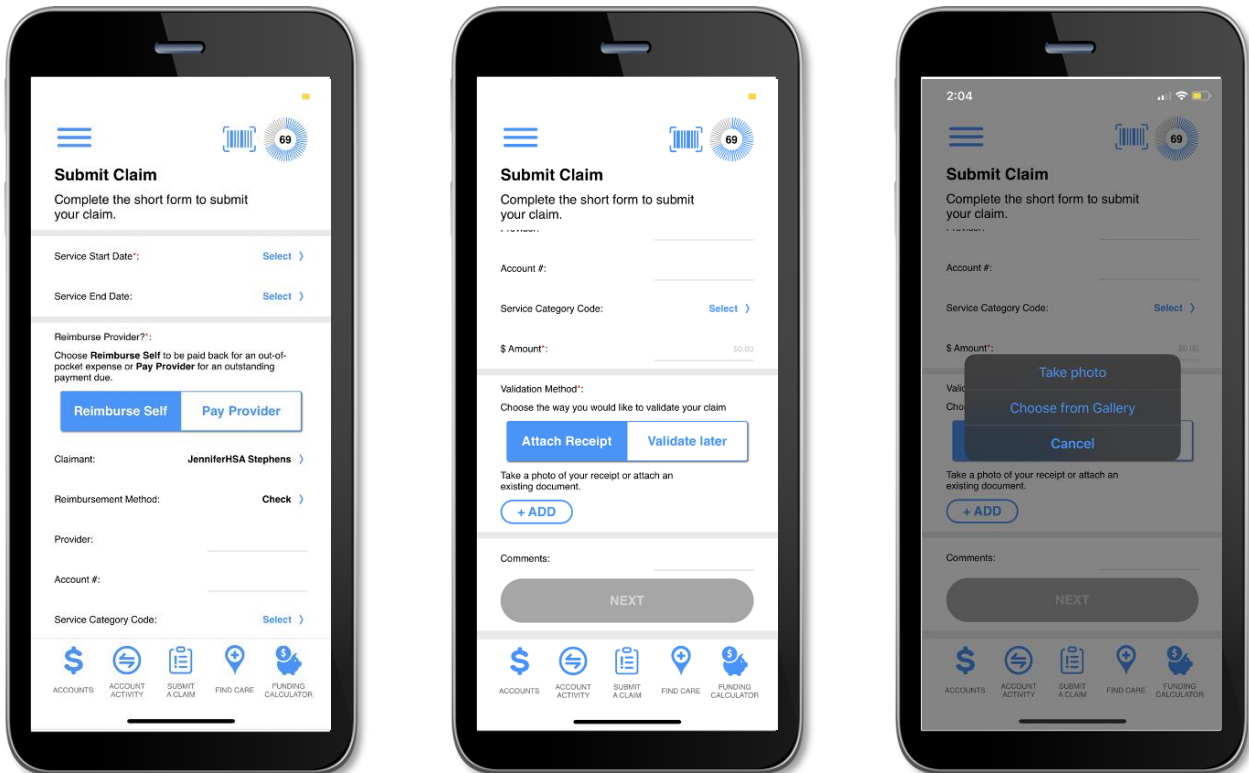 69
Submit Claim
Complete the short form to submit
your claim.
Service Start Date*: Select 〉
Service End Date: Select 〉
Reimburse Provider?*:
Choose Reimburse Self to be paid back for an out-of-
pocket expense or Pay Provider for an outstanding
payment due.
Reimburse Self Pay Provider
Claimant: JenniferHSA Stephens 〉
Reimbursement Method: Check 〉
Provider:
Account #:
Service Category Code: Select 〉
ACCOUNTS
ACCOUNT
ACTIVITY
SUBMIT
A CLAIM
FIND CARE
FUNDING
CALCULATOR
69
Submit Claim
Complete the short form to submit
your claim.
Account #:
Service Category Code: Select 〉
$ Amount*: $0.00
Validation Method*:
Choose the way you would like to validate your claim
Attach Receipt Validate later
Take a photo of your receipt or attach an
existing document.
+ ADD
Comments:
NEXT
ACCOUNTS
ACCOUNT
ACTIVITY
SUBMIT
A CLAIM
FIND CARE
FUNDING
CALCULATOR
2:04
69
Submit Claim
Complete the short form to submit
your claim.
Account #:
Service Category Code: Select 〉
$ Amount*: $0.00
Take photo
Choose from Gallery
Cancel
Take a photo of your receipt or attach an
existing document.
+ ADD
Comments:
NEXT
ACCOUNTS
ACCOUNT
ACTIVITY
SUBMIT
A CLAIM
FIND CARE
FUNDING
CALCULATOR